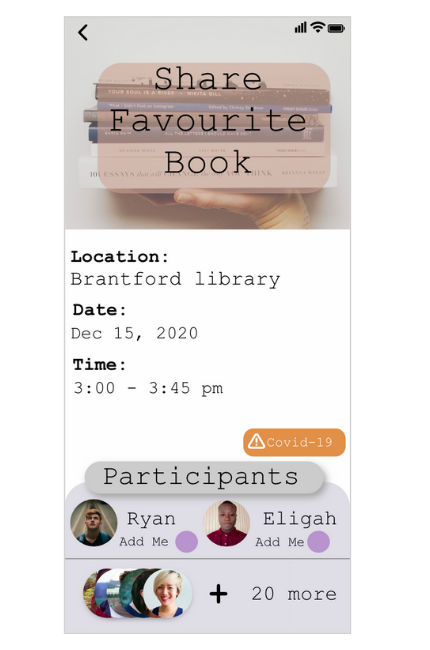 Share
Favourite
Book
Location:
Brantford library
Date:
Dec 15, 2020
Time:
3:00 - 3:45 pm
Covid-19
Participants
Ryan
Add Me
Eligah
Add Me
+ 20 more